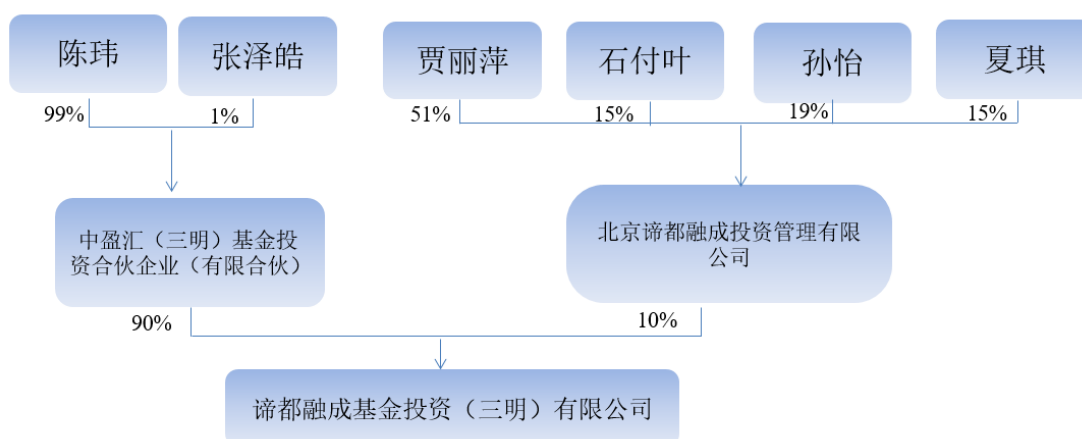 陈玮
张泽皓
贾丽萍
石付叶
孙怡
夏琪
99%
1%
51%
15%
19%
15%
中盈汇（三明）基金投
资合伙企业（有限合伙）
北京谛都融成投资管理有限
公司
90%
10%
谛都融成基金投资（三明）有限公司